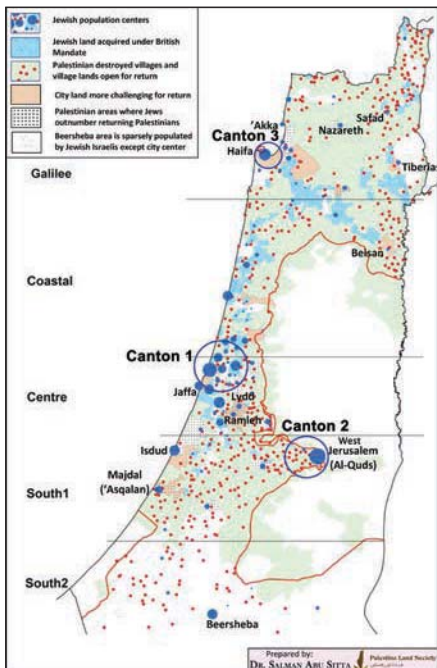 Jewish population centers
Jewish land acquired under British
Mandate
Palestinian destroyed villages and
village lands open for return
City land more challenging for return
Palestinian areas where Jews
outnumber returning Palestinians
Beersheba area is sparsely populated
by Jewish Israelis except city center
Safad
'Akka
Canton 3
Nazareth
Haifa
Tiberias
Galilee
Beisan
Coastal
Canton 1
Jaffa
Lydd
Centre
Ramleh
Canton 2
West
Isdud
Jerusalem
(Al-Quds)
Majdal
('Asqalan)
South1
South2
Beersheba
Prepared by:
DR. SALMAN ABU SITTA
Palestine Land Society